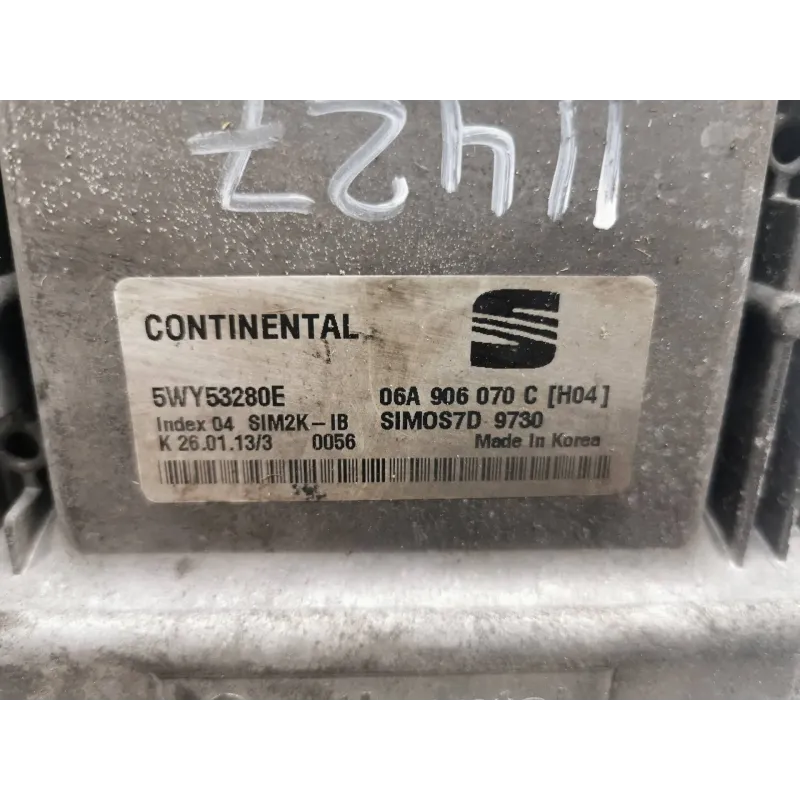 11427
CONTINENTAL
5WY53280E 06A 906 070 C [H04]
Index 04 SIM2K-IB SIMOS7D 9730
K 26.01.13/3 0056 Made In Korea